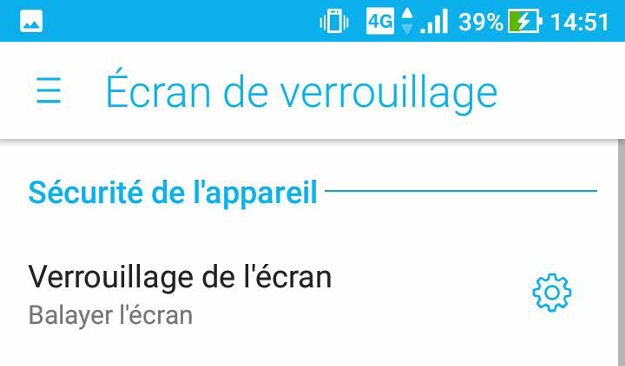 4G 39% 14:51
Écran de verrouillage
Sécurité de l'appareil
Verrouillage de l'écran
Balayer l'écran